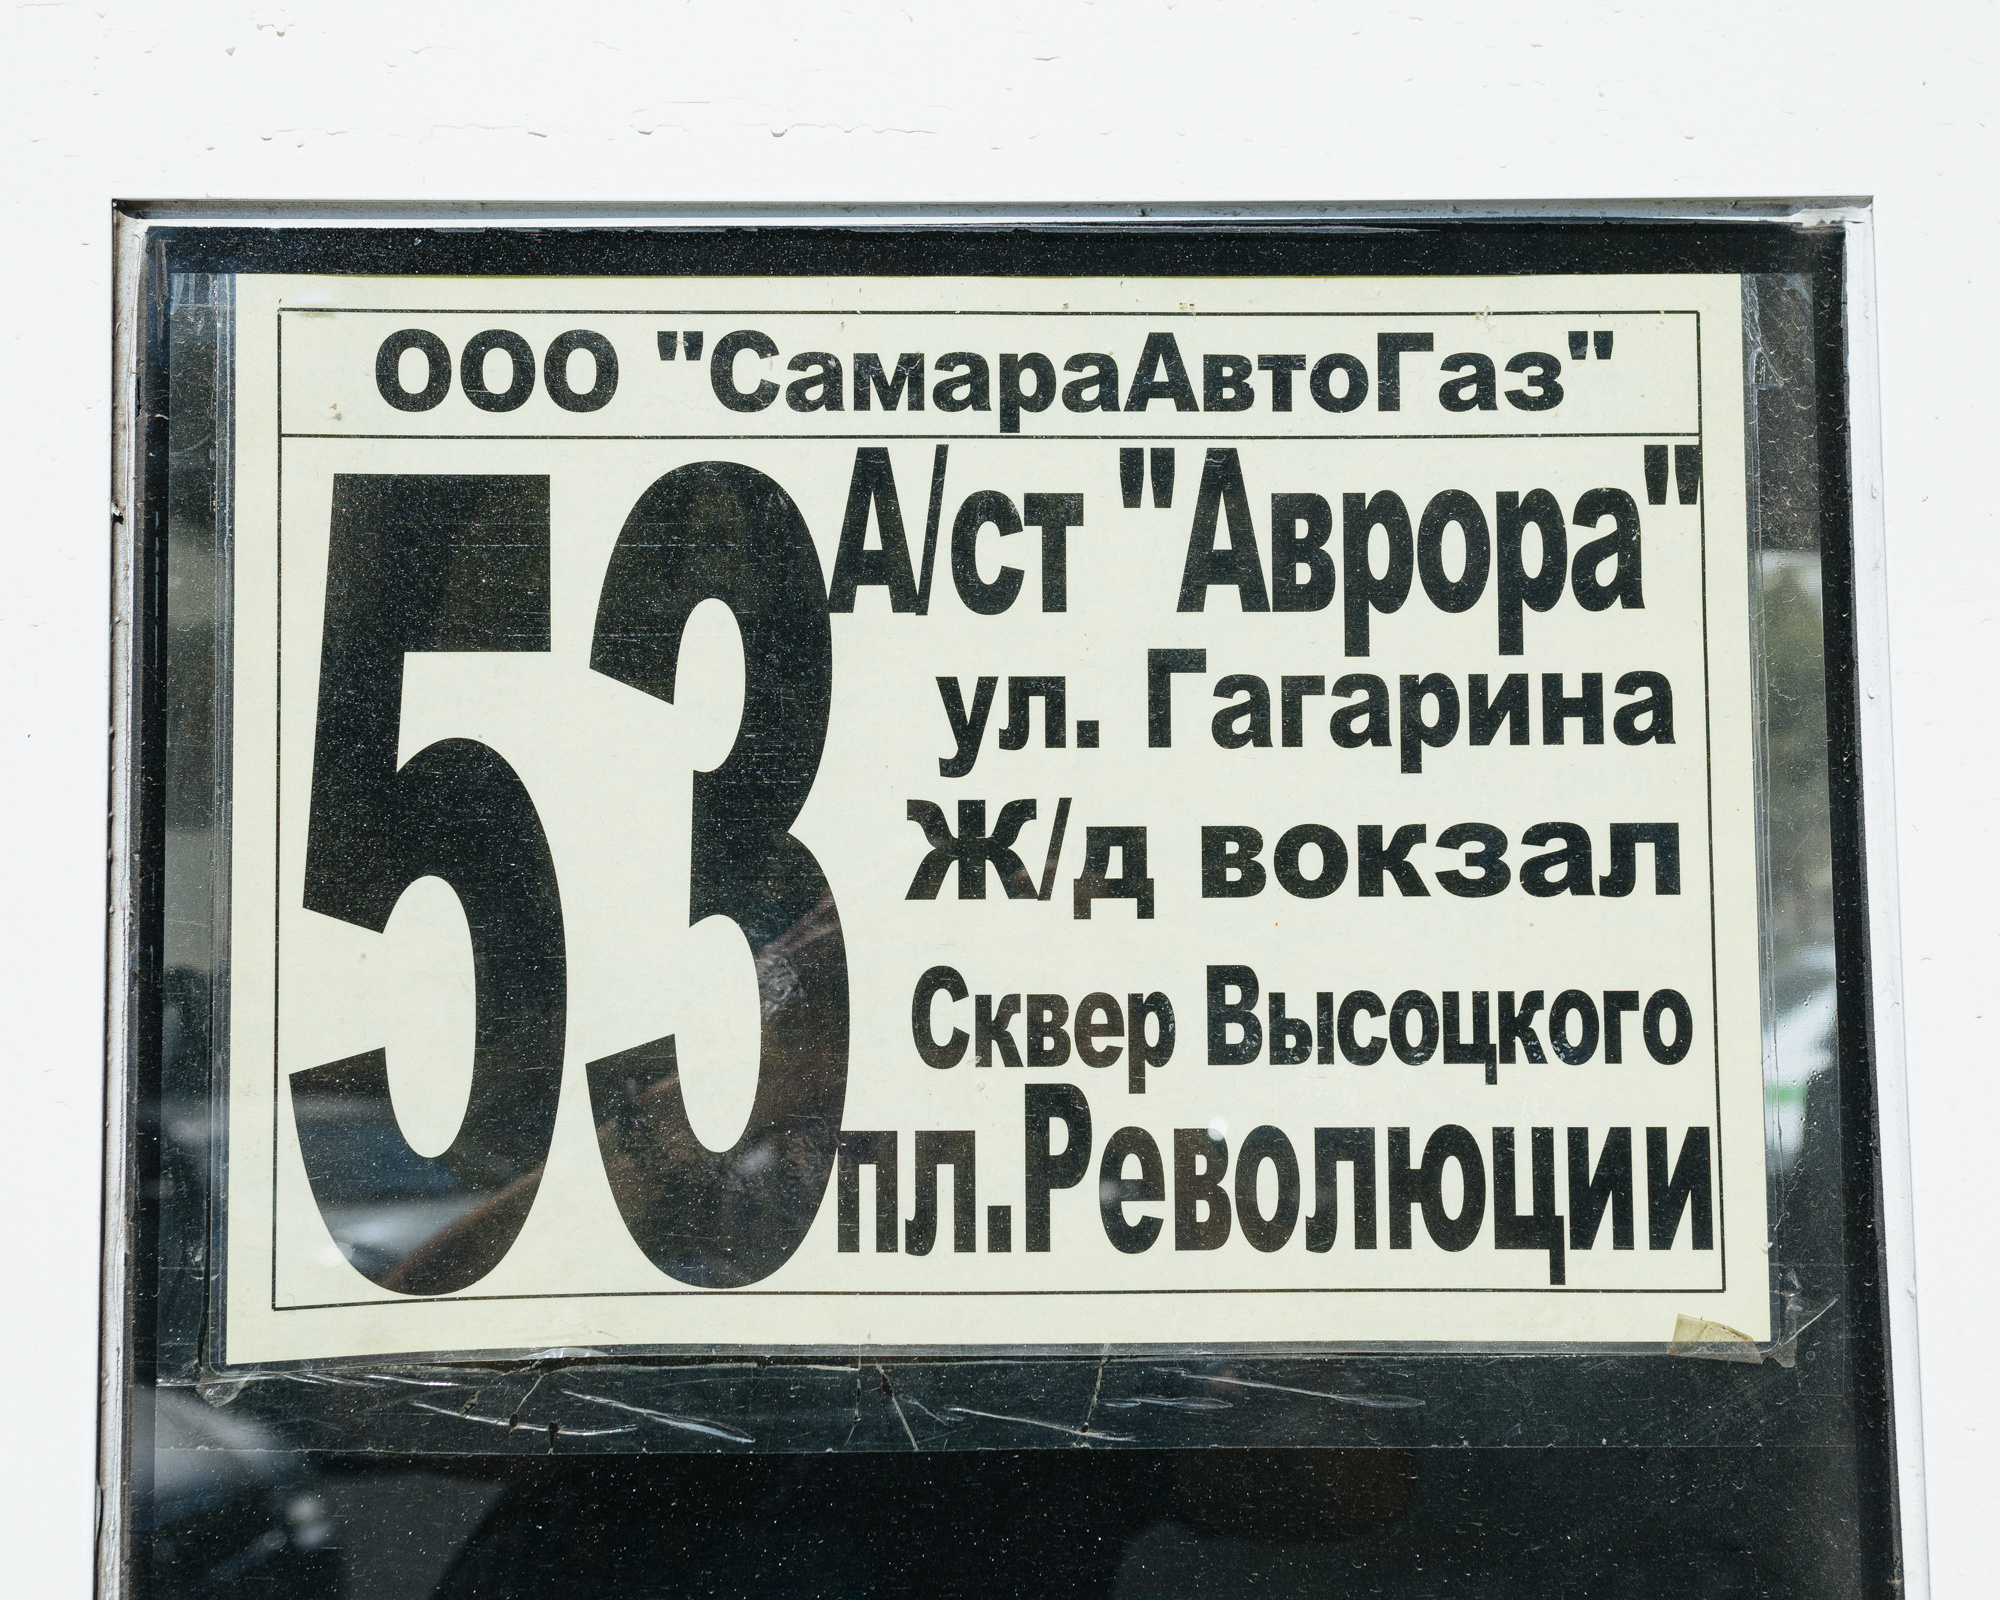 ООО "СамараАвтоГаз"
53
А/ст "Аврора"
ул. Гагарина
Ж/д вокзал
Сквер Высоцкого
пл.Революции